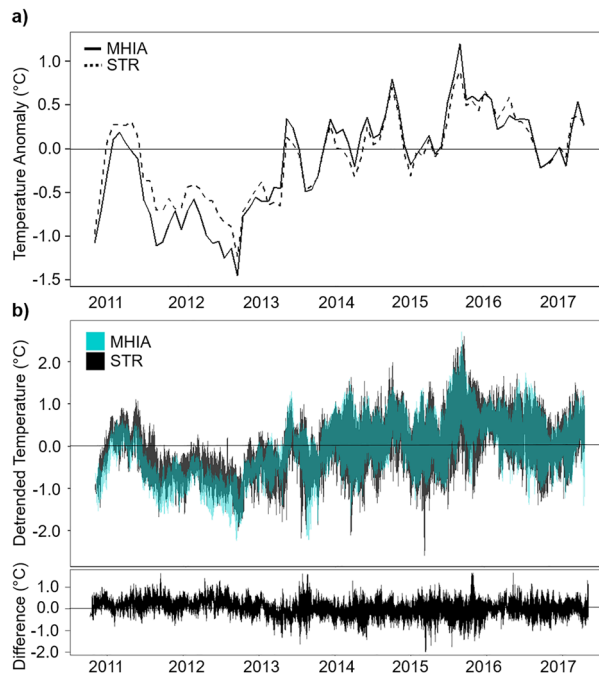 a)
Temperature Anomaly (°C)
MHIA
STR
1.0
0.5
0.0
-0.5
-1.0
-1.5
2011 2012 2013 2014 2015 2016 2017
b)
Detrended Temperature (°C)
MHIA
STR
2.0
1.0
0.0
-1.0
-2.0
Difference (°C)
1.0
0.0
-1.0
-2.0
2011 2012 2013 2014 2015 2016 2017